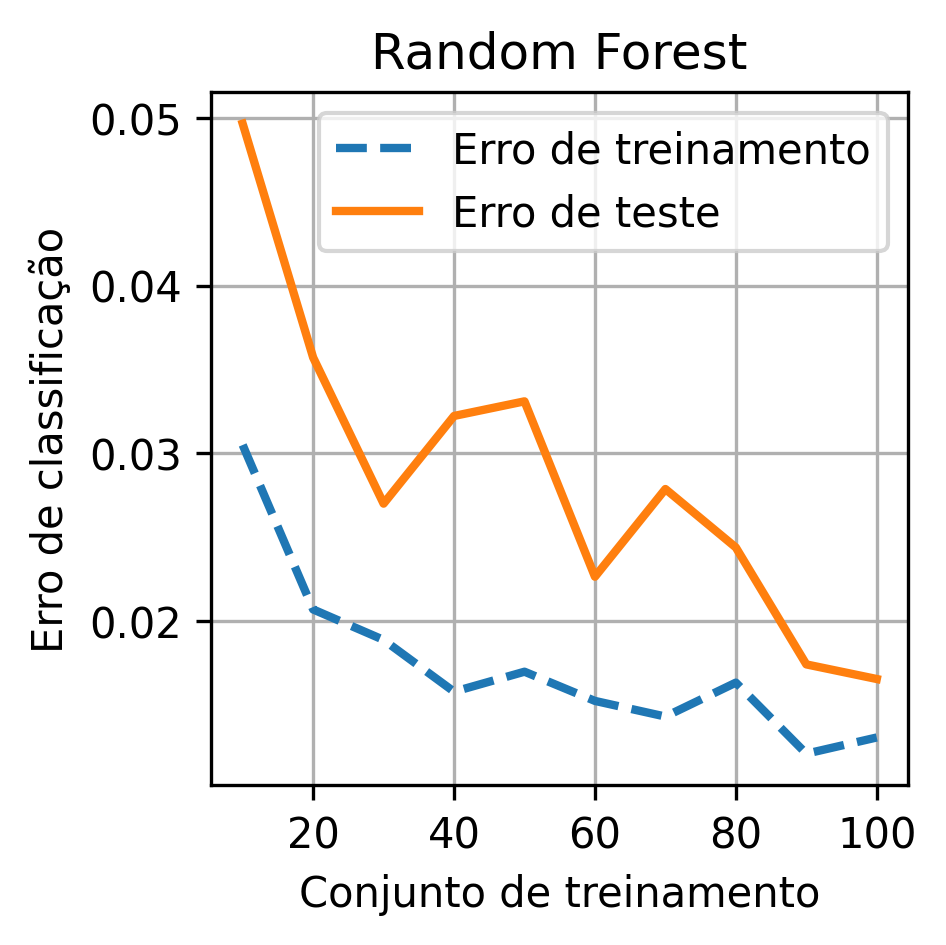 Random Forest
Erro de treinamento
Erro de teste
Erro de classificação
0.05
0.04
0.03
0.02
20 40 60 80 100
Conjunto de treinamento